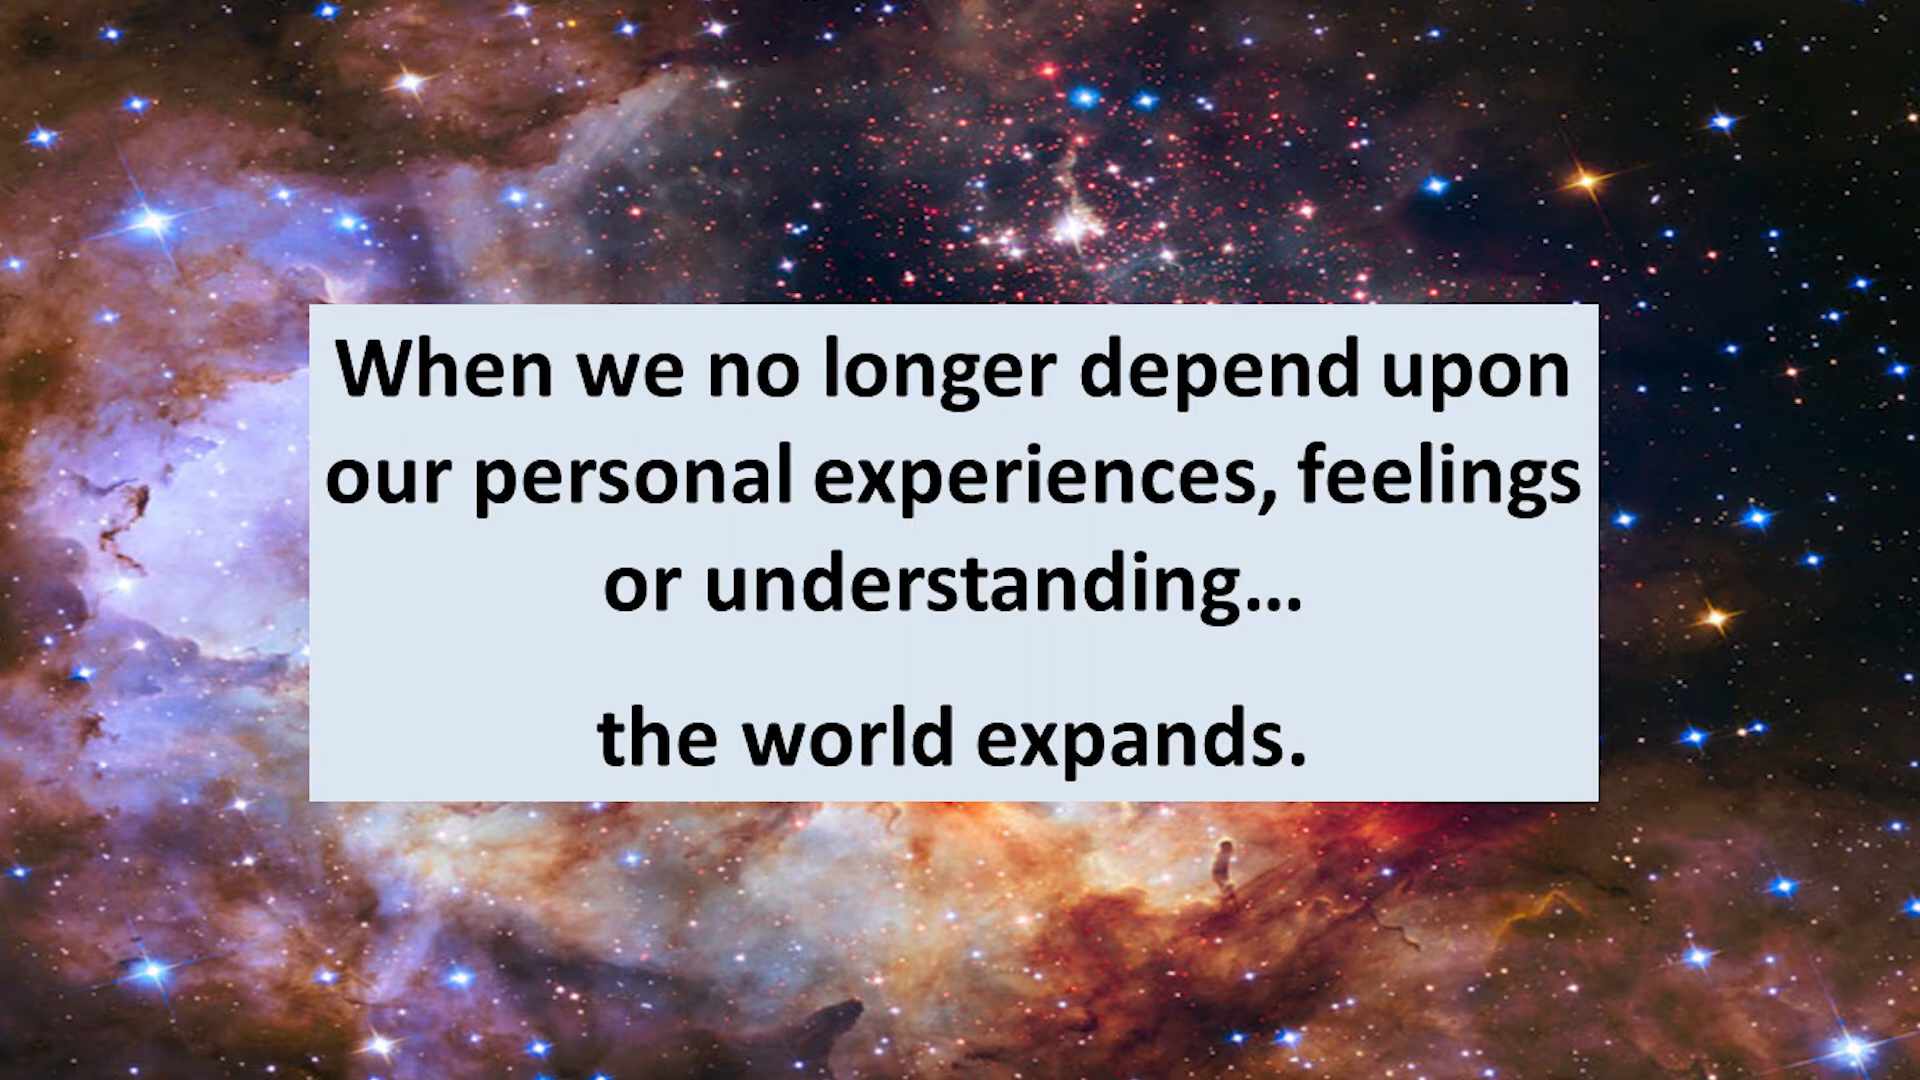 When we no longer depend upon
our personal experiences, feelings
or understanding...
the world expands.